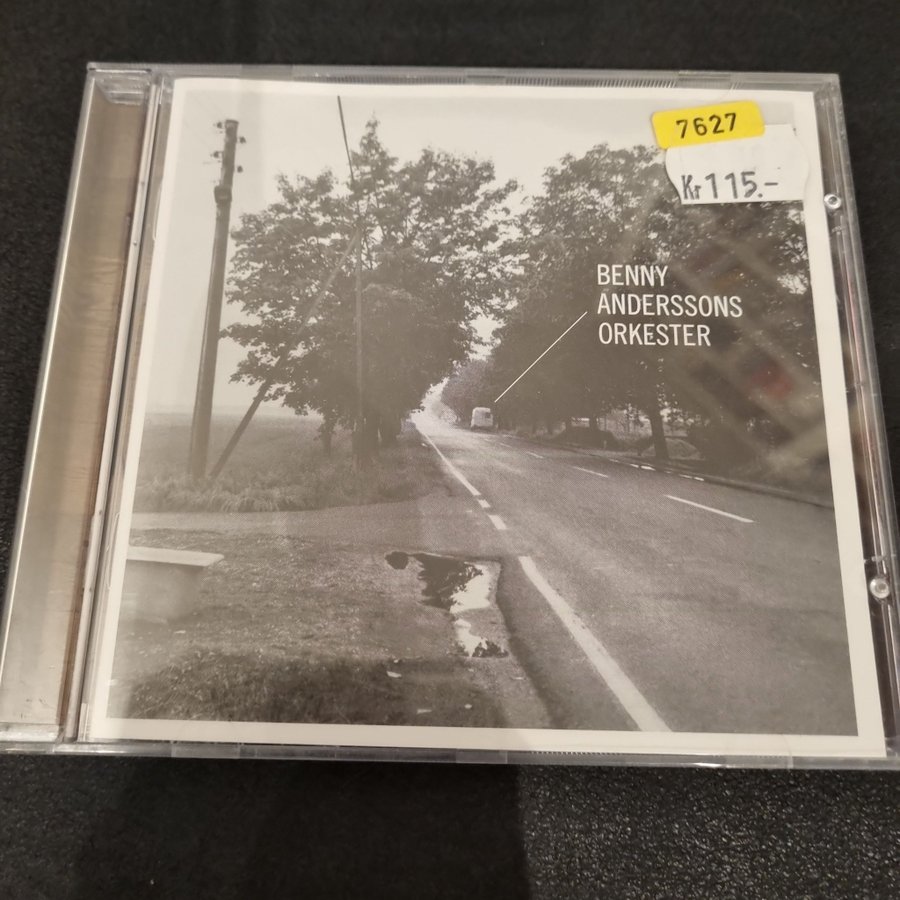 7627
Kr 115.-
BENNY
ANDERSSONS
ORKESTER